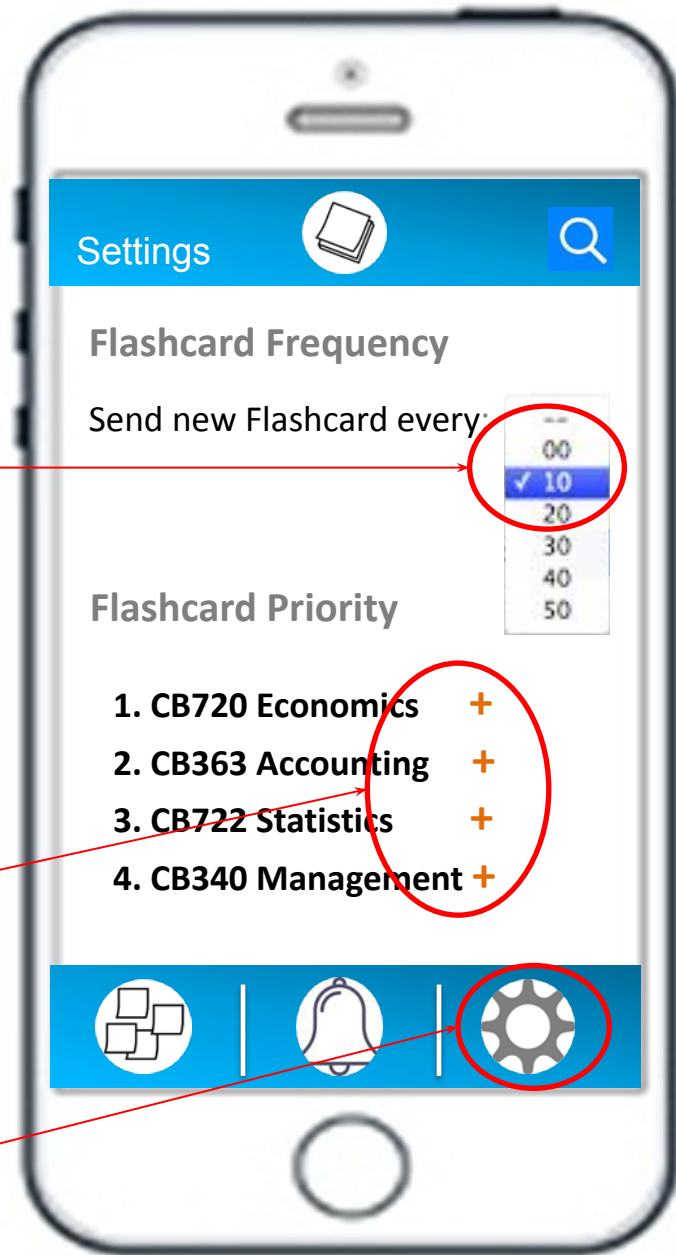 Settings
Flashcard Frequency
Send new Flashcard every:
--
00
✓ 10
20
30
40
50
Flashcard Priority
1. CB720 Economics +
2. CB363 Accounting +
3. CB722 Statistics +
4. CB340 Management +